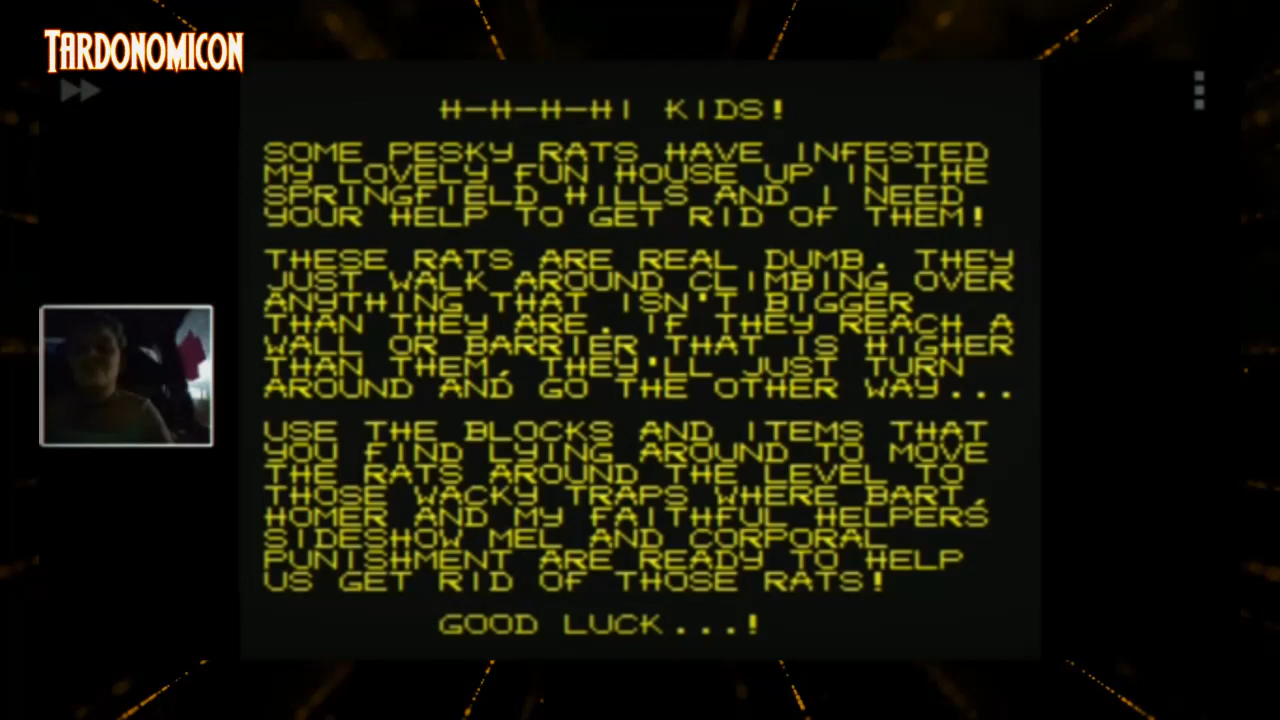 TARDONOMICON
H-H-H-HI KIDS!
SOME PESKY RATS HAVE INFESTED
MY LOVELY FUN HOUSE UP IN THE
SPRINGFIELD HILLS AND I NEED
YOUR HELP TO GET RID OF THEM!
THESE RATS ARE REAL DUMB. THEY
JUST WALK AROUND CLIMBING OVER
ANYTHING THAT ISN'T BIGGER
THAN THEY ARE. IF THEY REACH A
WALL OR BARRIER THAT IS HIGHER
THAN THEM, THEY'LL JUST TURN
AROUND AND GO THE OTHER WAY...
USE THE BLOCKS AND ITEMS THAT
YOU FIND LYING AROUND TO MOVE
THE RATS AROUND THE LEVEL TO
THOSE WACKY TRAPS WHERE BART,
HOMER AND MY FAITHFUL HELPERS
SIDESHOW MEL AND CORPORAL
PUNISHMENT ARE READY TO HELP
US GET RID OF THOSE RATS!
GOOD LUCK...!